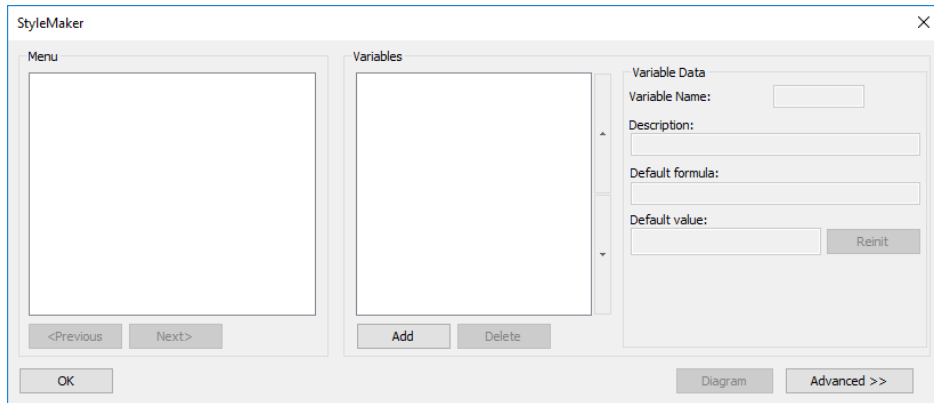 StyleMaker
Menu
<Previous
Next>
Variables
Add
Delete
Variable Data
Variable Name:
Description:
Default formula:
Default value:
Reinit
OK
Diagram
Advanced >>